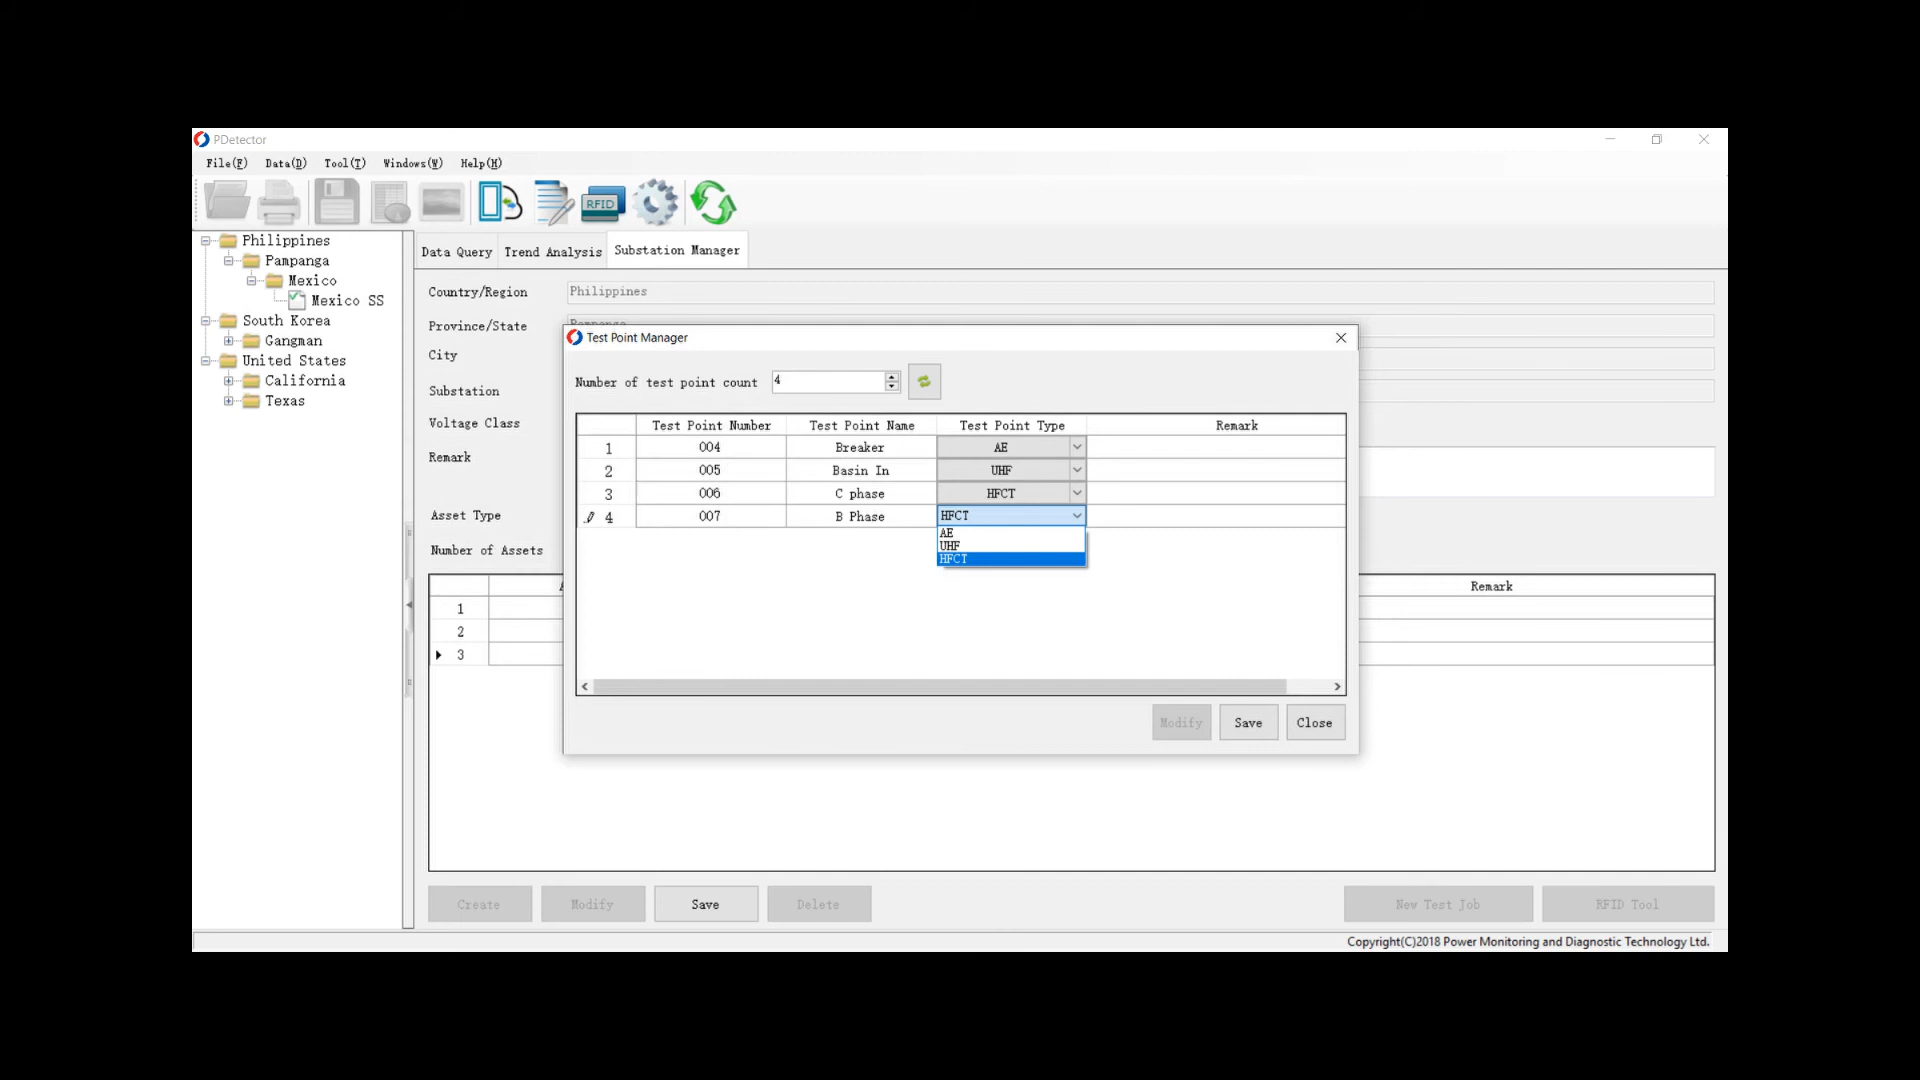 PDetector
File(F) Data(D) Tool(T) Windows(W) Help(H)
RFID
Philippines
Pampanga
Mexico
Mexico SS
South Korea
Gangman
United States
California
Texas
Data Query Trend Analysis Substation Manager
Country/Region Philippines
Province/State Pampanga
City
Substation
Voltage Class
Remark
Asset Type
Number of Assets
Remark
1
2
3
Test Point Manager
Number of test point count 4
Test Point Number Test Point Name Test Point Type Remark
1 004 Breaker AE
2 005 Basin In UHF
3 006 C phase HFCT
4 007 B Phase HFCT
AE
UHF
HFCT
Modify Save Close
Create Modify Save Delete New Test Job RFID Tool
Copyright(C)2018 Power Monitoring and Diagnostic Technology Ltd.